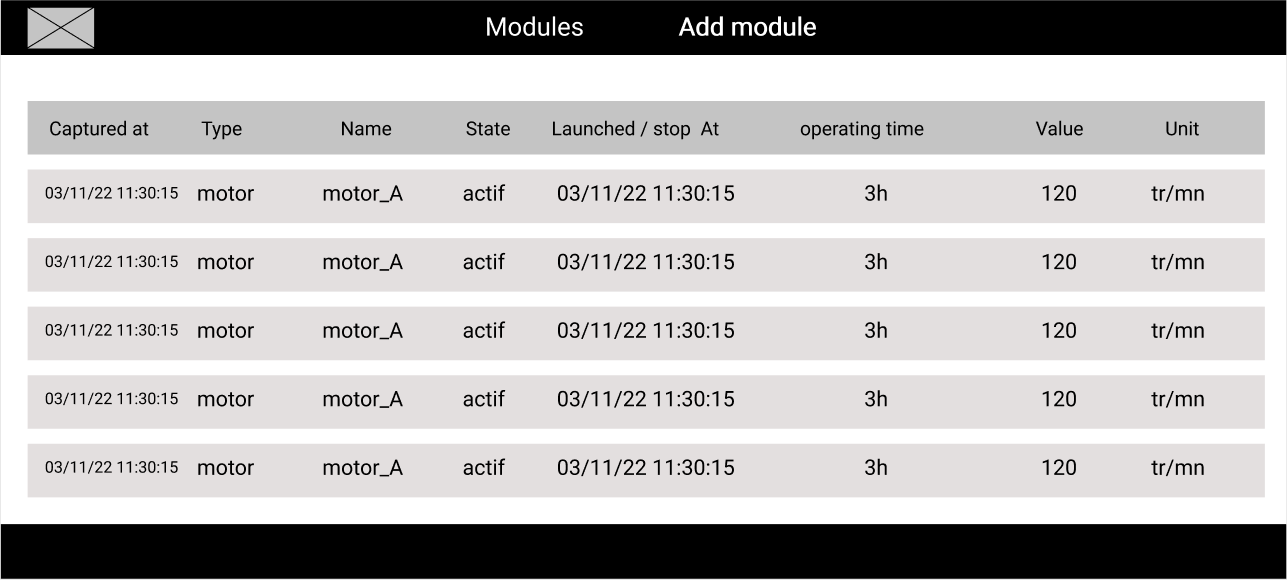 Modules Add module
Captured at Type Name State Launched / stop At operating time Value Unit
03/11/22 11:30:15 motor motor_A actif 03/11/22 11:30:15 3h 120 tr/mn
03/11/22 11:30:15 motor motor_A actif 03/11/22 11:30:15 3h 120 tr/mn
03/11/22 11:30:15 motor motor_A actif 03/11/22 11:30:15 3h 120 tr/mn
03/11/22 11:30:15 motor motor_A actif 03/11/22 11:30:15 3h 120 tr/mn
03/11/22 11:30:15 motor motor_A actif 03/11/22 11:30:15 3h 120 tr/mn